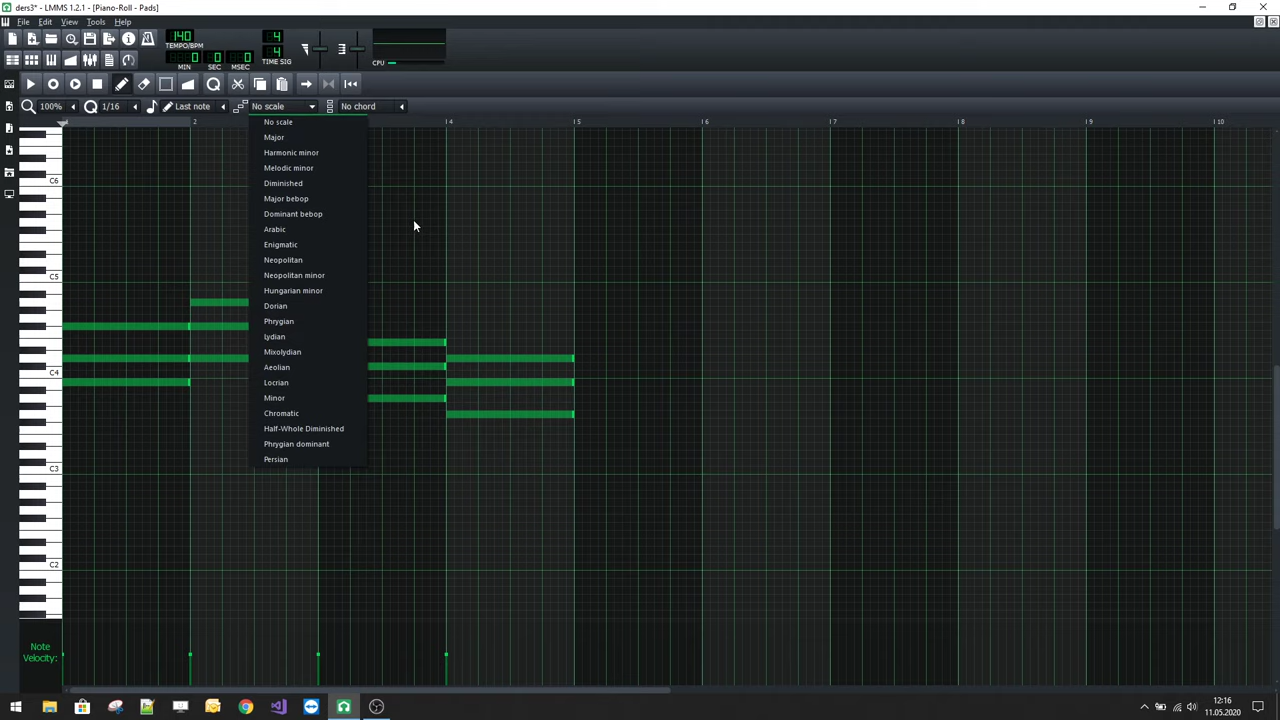 ders3* - LMMS 1.2.1 - [Piano-Roll - Pads]
File Edit View Tools Help
140
TEMPO/BPM
0 0 0
MIN SEC MSEC
4
4
TIME SIG
CPU
100% 1/16 Last note No scale No chord
2 4 5 6 7 8 9 10
No scale
Major
Harmonic minor
Melodic minor
Diminished
Major bebop
Dominant bebop
Arabic
Enigmatic
Neopolitan
Neopolitan minor
Hungarian minor
Dorian
Phrygian
Lydian
Mixolydian
Aeolian
Locrian
Minor
Chromatic
Half-Whole Diminished
Phrygian dominant
Persian
C6
C5
C4
C3
C2
Note
Velocity:
12:16
11.05.2020